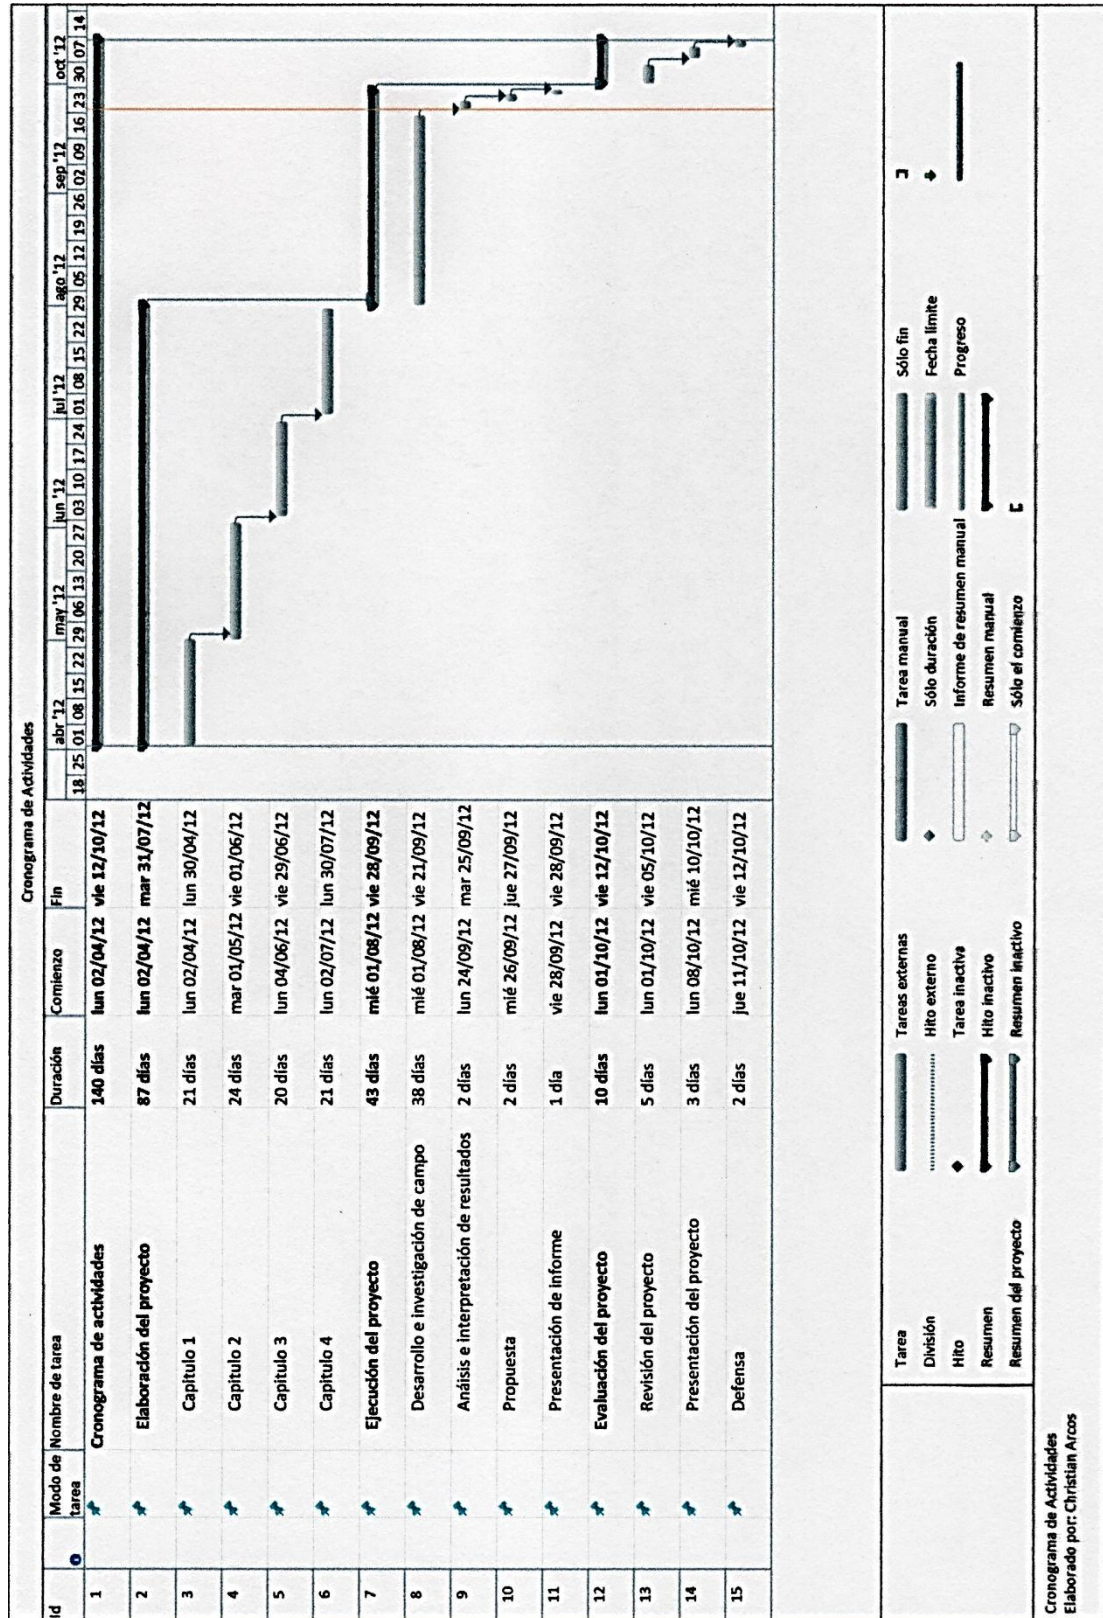 Cronograma de Actividades
Id Modo de tarea Nombre de tarea Duración Comienzo Fin
abr '12 may '12 jun '12 jul '12 ago '12 sep '12 oct '12
18 25 01 08 15 22 29 06 13 20 27 03 10 17 24 01 08 15 22 29 05 12 19 26 02 09 16 23 30 07 14
1 Cronograma de actividades 140 días lun 02/04/12 vie 12/10/12
2 Elaboración del proyecto 87 días lun 02/04/12 mar 31/07/12
3 Capitulo 1 21 días lun 02/04/12 lun 30/04/12
4 Capitulo 2 24 días mar 01/05/12 vie 01/06/12
5 Capitulo 3 20 días lun 04/06/12 vie 29/06/12
6 Capitulo 4 21 días lun 02/07/12 lun 30/07/12
7 Ejecución del proyecto 43 días mié 01/08/12 vie 28/09/12
8 Desarrollo e investigación de campo 38 días mié 01/08/12 vie 21/09/12
9 Análisis e interpretación de resultados 2 días lun 24/09/12 mar 25/09/12
10 Propuesta 2 días mié 26/09/12 jue 27/09/12
11 Presentación de informe 1 día vie 28/09/12 vie 28/09/12
12 Evaluación del proyecto 10 días lun 01/10/12 vie 12/10/12
13 Revisión del proyecto 5 días lun 01/10/12 vie 05/10/12
14 Presentación del proyecto 3 días lun 08/10/12 mié 10/10/12
15 Defensa 2 días jue 11/10/12 vie 12/10/12
Tarea Tareas externas Tarea manual Sólo fin
División Hito externo Sólo duración Fecha límite
Hito Tarea inactiva Informe de resumen manual Progreso
Resumen Hito inactivo Resumen manual
Resumen del proyecto Resumen inactivo Sólo el comienzo
Cronograma de Actividades
Elaborado por: Christian Arcos